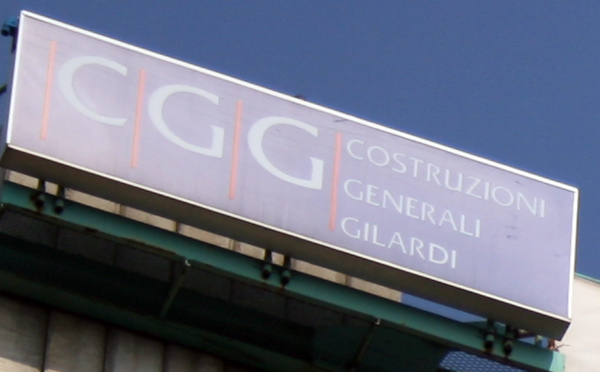 CGG
COSTRUZIONI
GENERALI
GILARDI